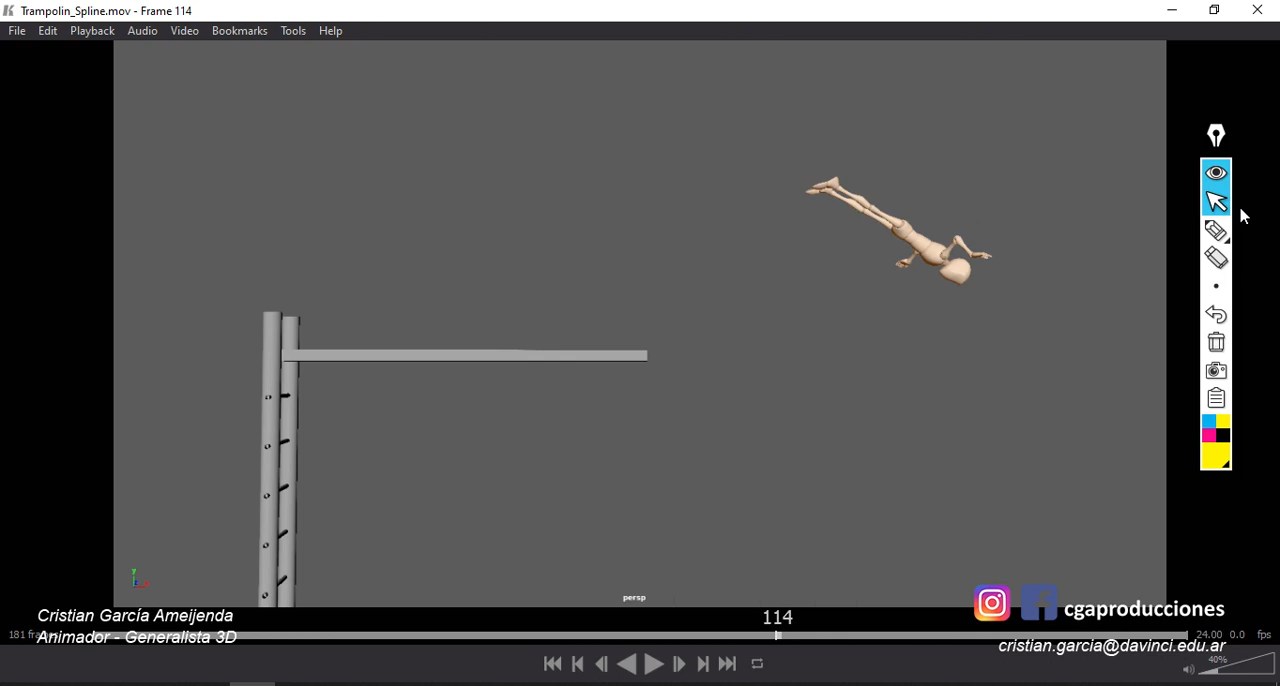 Trampolin_Spline.mov - Frame 114
File Edit Playback Audio Video Bookmarks Tools Help
persp
114
Cristian García Ameijenda
Animador - Generalista 3D
181
cgaproducciones
24.00 0.0 fps
cristian.garcia@davinci.edu.ar
40%